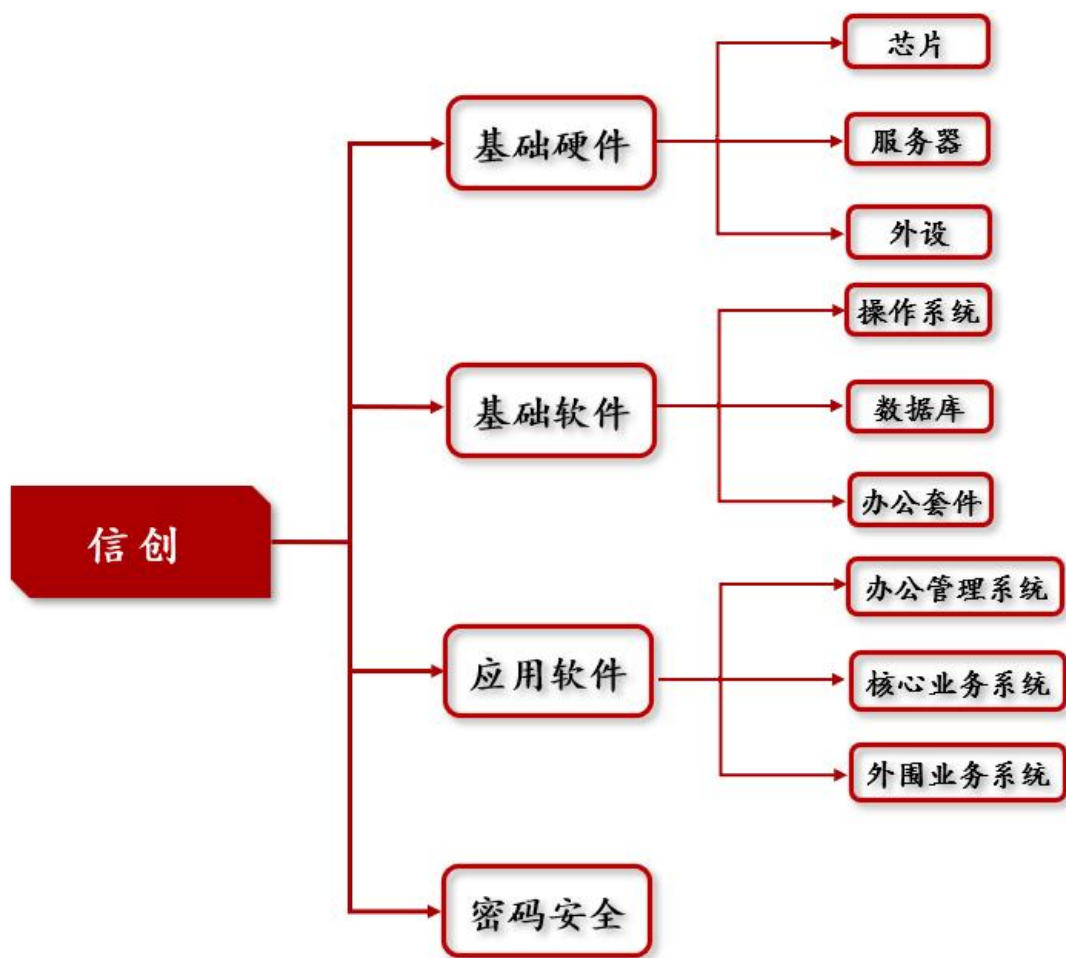 信创
基础硬件
芯片
服务器
外设
基础软件
操作系统
数据库
办公套件
应用软件
办公管理系统
核心业务系统
外围业务系统
密码安全